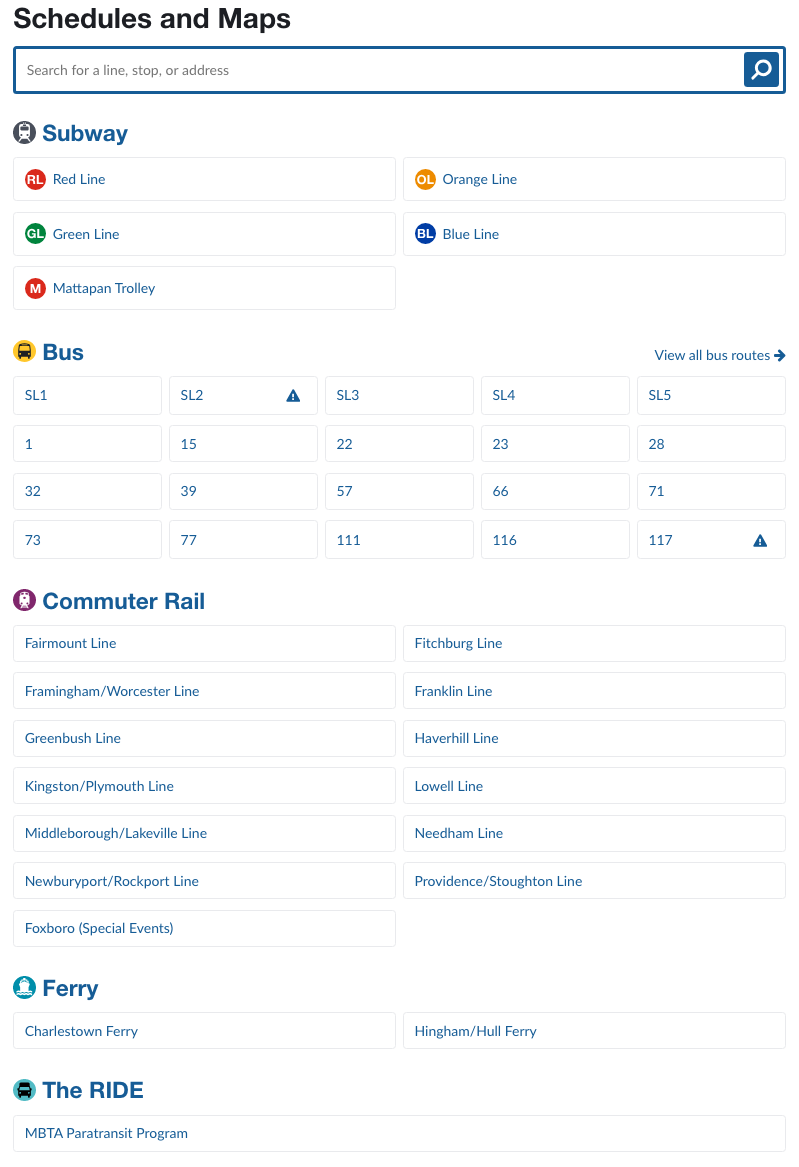 Schedules and Maps
Search for a line, stop, or address
Subway
RL Red Line
OL Orange Line
GL Green Line
BL Blue Line
M Mattapan Trolley
Bus
View all bus routes
SL1 SL2 SL3 SL4 SL5
1 15 22 23 28
32 39 57 66 71
73 77 111 116 117
Commuter Rail
Fairmount Line
Fitchburg Line
Framingham/Worcester Line
Franklin Line
Greenbush Line
Haverhill Line
Kingston/Plymouth Line
Lowell Line
Middleborough/Lakeville Line
Needham Line
Newburyport/Rockport Line
Providence/Stoughton Line
Foxboro (Special Events)
Ferry
Charlestown Ferry
Hingham/Hull Ferry
The RIDE
MBTA Paratransit Program